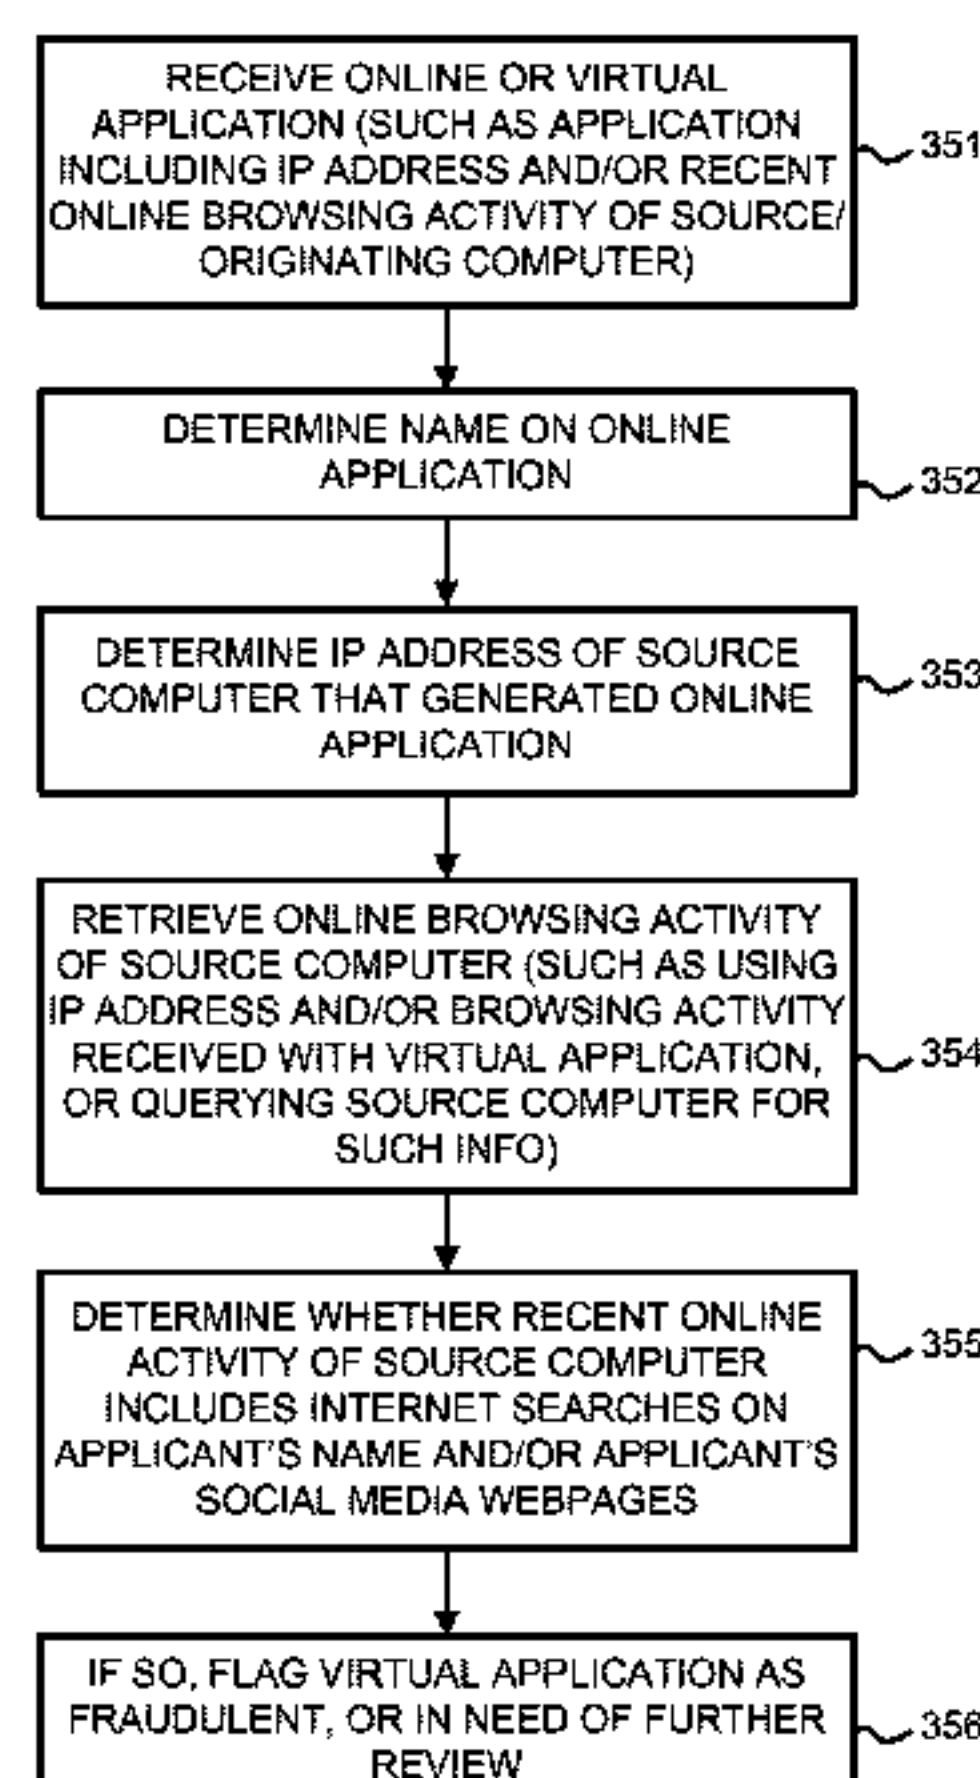 RECEIVE ONLINE OR VIRTUAL
APPLICATION (SUCH AS APPLICATION
INCLUDING IP ADDRESS AND/OR RECENT
ONLINE BROWSING ACTIVITY OF SOURCE/
ORIGINATING COMPUTER)
351
DETERMINE NAME ON ONLINE
APPLICATION
352
DETERMINE IP ADDRESS OF SOURCE
COMPUTER THAT GENERATED ONLINE
APPLICATION
353
RETRIEVE ONLINE BROWSING ACTIVITY
OF SOURCE COMPUTER (SUCH AS USING
IP ADDRESS AND/OR BROWSING ACTIVITY
RECEIVED WITH VIRTUAL APPLICATION,
OR QUERYING SOURCE COMPUTER FOR
SUCH INFO)
354
DETERMINE WHETHER RECENT ONLINE
ACTIVITY OF SOURCE COMPUTER
INCLUDES INTERNET SEARCHES ON
APPLICANT'S NAME AND/OR APPLICANT'S
SOCIAL MEDIA WEBPAGES
355
IF SO, FLAG VIRTUAL APPLICATION AS
FRAUDULENT, OR IN NEED OF FURTHER
REVIEW
356